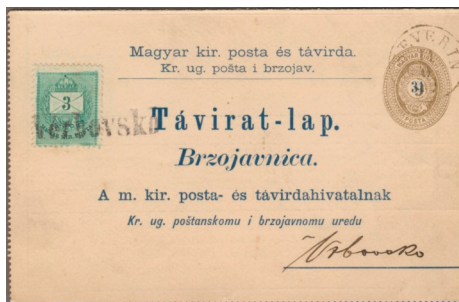 Magyar kir. posta és távirda.
Kr. ug. pošta i brzojav.
3
Verbovsko
Távirat-lap.
Brzojavnica.
A m. kir. posta- és távirdahivatalnak
Kr. ug. poštanskomu i brzojavnomu uredu
Vrbovsko